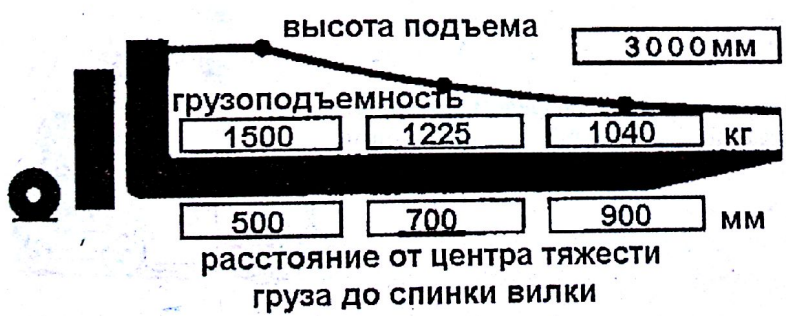 высота подъема
3000мм
грузоподъемность
1500 1225 1040 кг
500 700 900 мм
расстояние от центра тяжести
груза до спинки вилки